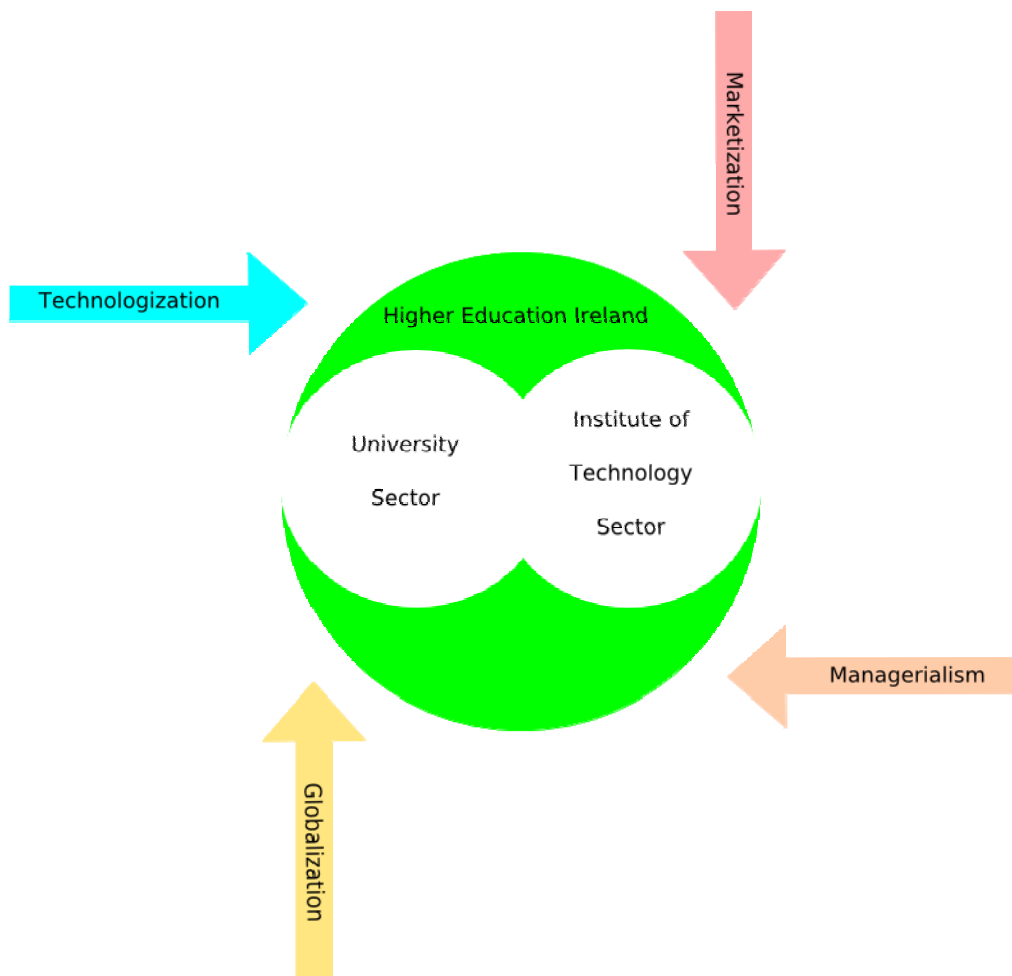 Marketization
Technologization
Higher Education Ireland
University
Sector
Institute of
Technology
Sector
Managerialism
Globalization